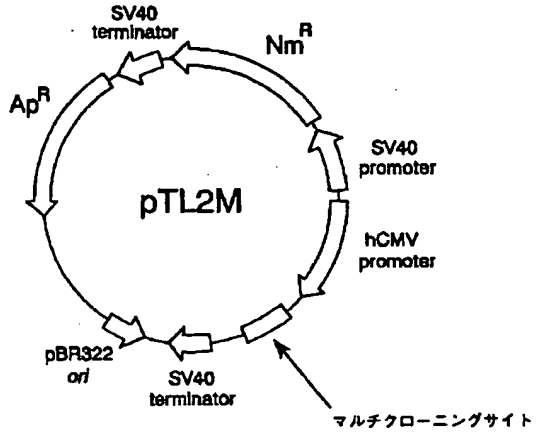 SV40
terminator
Nm^R
Ap^R
SV40
promoter
pTL2M
hCMV
promoter
pBR322
ori
SV40
terminator
マルチクローニングサイト